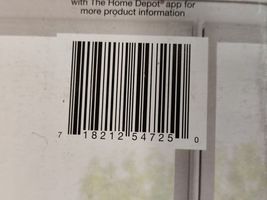 with The Home Depot® app for
more product information
7 18212 54725 0